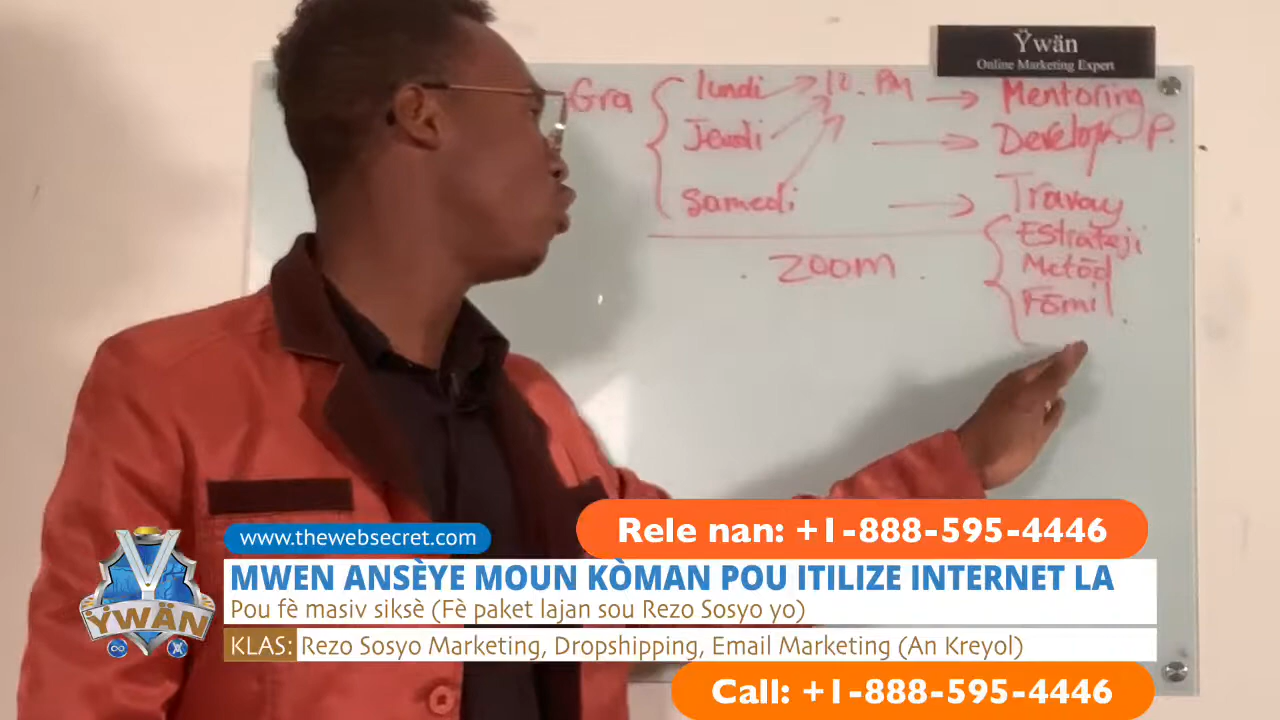 Ÿwän
Online Marketing Expert
Gra { lundi → 10. PM → Mentoring
Jeudi → Develop. P.
Samedi → Travay
Estrateji
Metōd
Fōmil
Zoom
Rele nan: +1-888-595-4446
www.thewebsecret.com
MWEN ANSÈYE MOUN KÒMAN POU ITILIZE INTERNET LA
Pou fè masiv siksè (Fè paket lajan sou Rezo Sosyo yo)
KLAS: Rezo Sosyo Marketing, Dropshipping, Email Marketing (An Kreyol)
Call: +1-888-595-4446
ŸWÄN